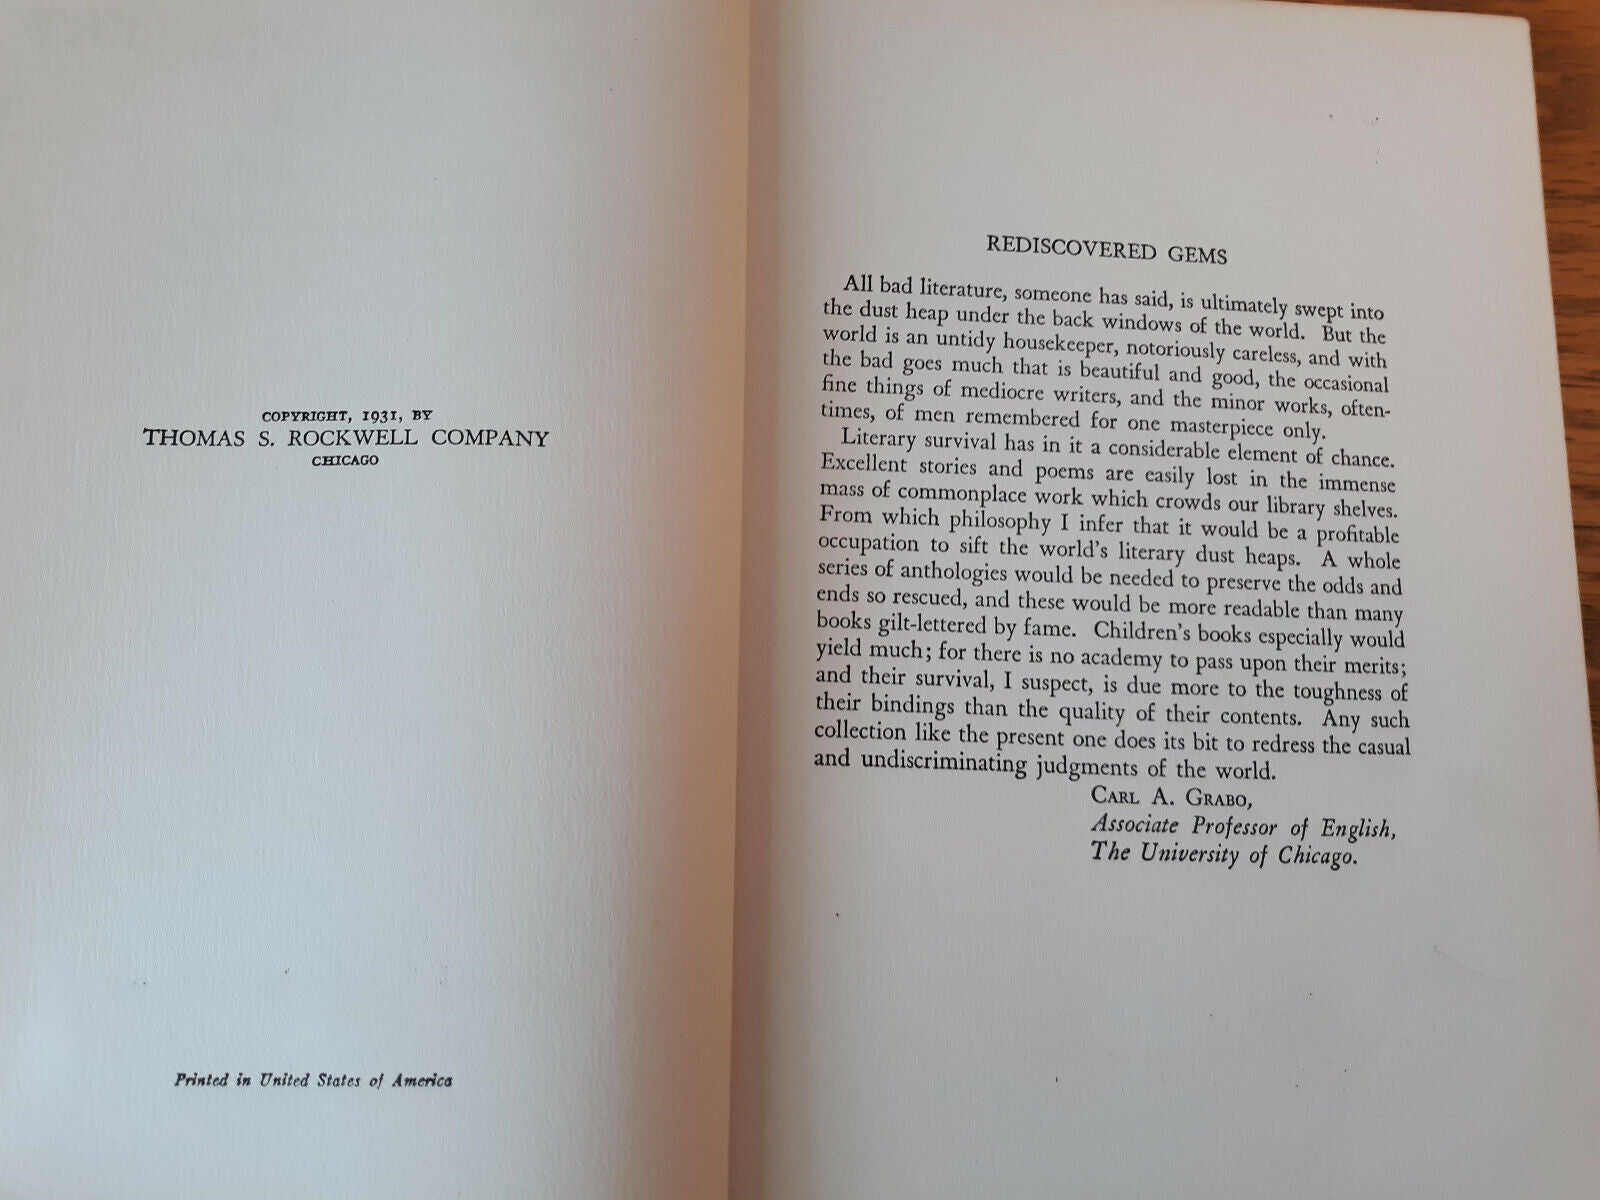 COPYRIGHT, 1931, BY
THOMAS S. ROCKWELL COMPANY
CHICAGO
Printed in United States of America
REDISCOVERED GEMS
All bad literature, someone has said, is ultimately swept into
the dust heap under the back windows of the world. But the
world is an untidy housekeeper, notoriously careless, and with
the bad goes much that is beautiful and good, the occasional
fine things of mediocre writers, and the minor works, often-
times, of men remembered for one masterpiece only.
Literary survival has in it a considerable element of chance.
Excellent stories and poems are easily lost in the immense
mass of commonplace work which crowds our library shelves.
From which philosophy I infer that it would be a profitable
occupation to sift the world's literary dust heaps. A whole
series of anthologies would be needed to preserve the odds and
ends so rescued, and these would be more readable than many
books gilt-lettered by fame. Children's books especially would
yield much; for there is no academy to pass upon their merits;
and their survival, I suspect, is due more to the toughness of
their bindings than the quality of their contents. Any such
collection like the present one does its bit to redress the casual
and undiscriminating judgments of the world.
CARL A. GRABO,
Associate Professor of English,
The University of Chicago.